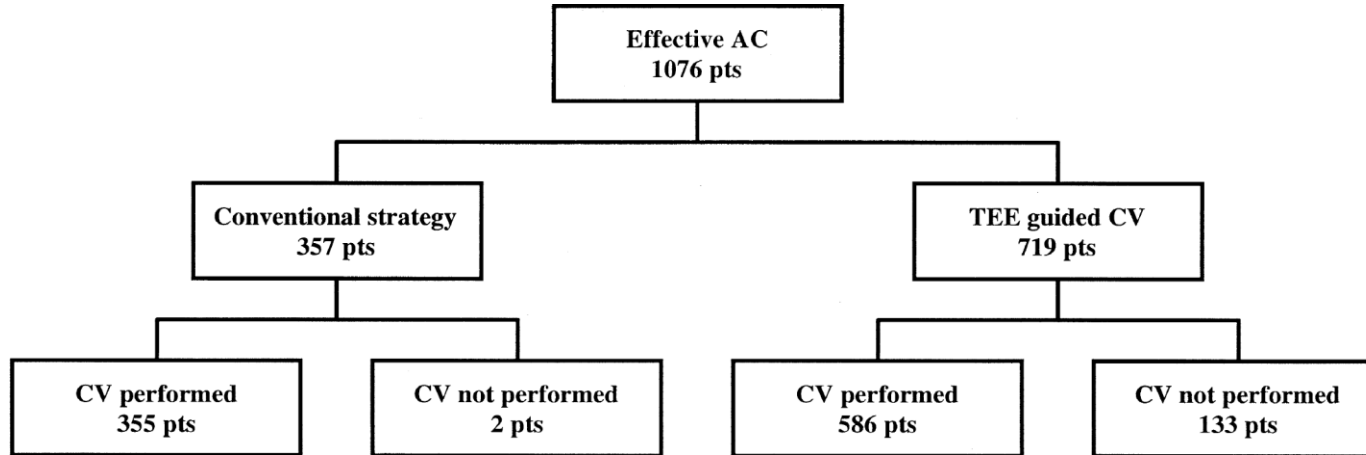 Effective AC
1076 pts
Conventional strategy
357 pts
TEE guided CV
719 pts
CV performed
355 pts
CV not performed
2 pts
CV performed
586 pts
CV not performed
133 pts